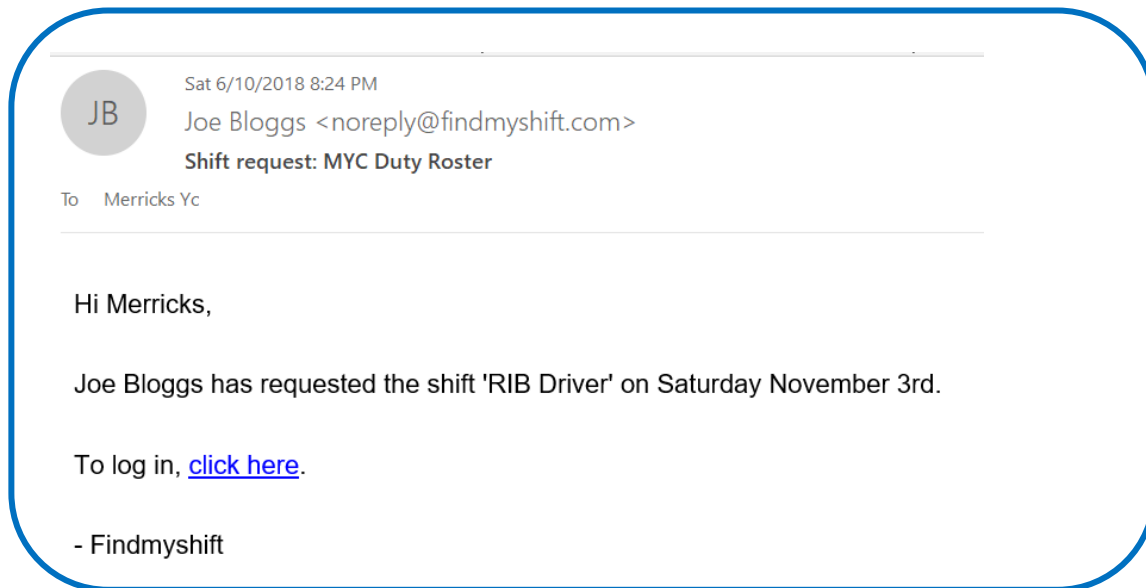 JB
Sat 6/10/2018 8:24 PM
Joe Bloggs <noreply@findmyshift.com>
Shift request: MYC Duty Roster
To Merricks Yc
Hi Merricks,
Joe Bloggs has requested the shift 'RIB Driver' on Saturday November 3rd.
To log in, click here.
- Findmyshift